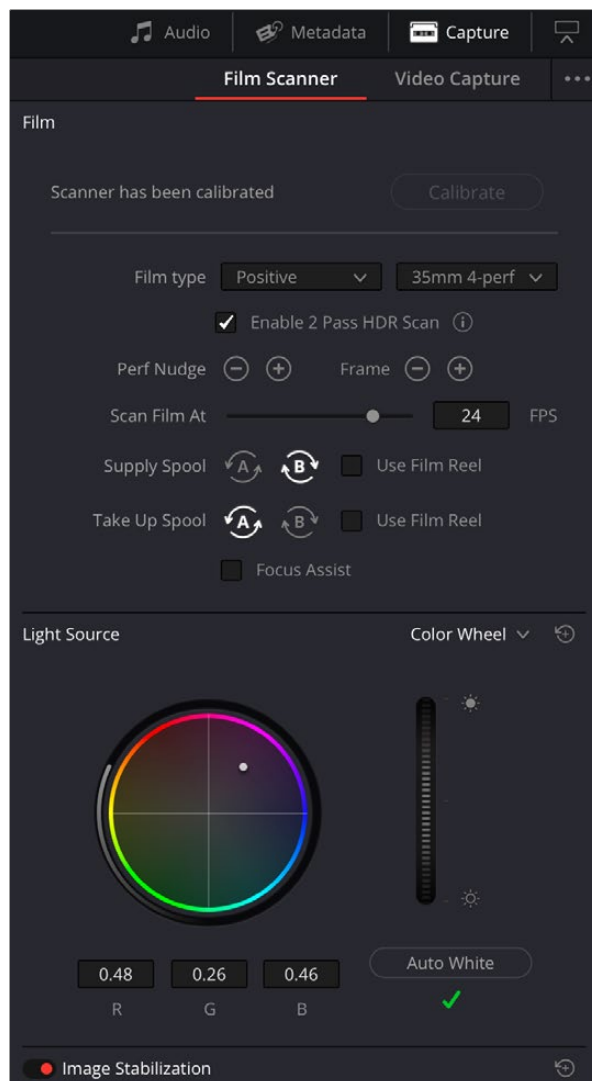 Audio Metadata Capture
Film Scanner Video Capture
Film
Scanner has been calibrated Calibrate
Film type Positive 35mm 4-perf
Enable 2 Pass HDR Scan
Perf Nudge Frame
Scan Film At 24 FPS
Supply Spool A B Use Film Reel
Take Up Spool A B Use Film Reel
Focus Assist
Light Source Color Wheel
0.48 0.26 0.46 Auto White
R G B
Image Stabilization